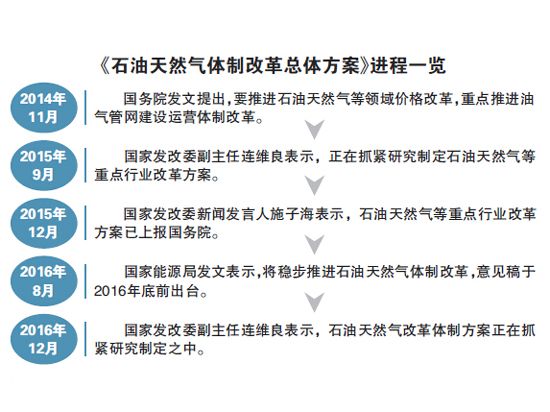 《石油天然气体制改革总体方案》进程一览
2014年
11月
国务院发文提出,要推进石油天然气等领域价格改革,重点推进油
气管网建设运营体制改革。
2015年
9月
国家发改委副主任连维良表示，正在抓紧研究制定石油天然气等
重点行业改革方案。
2015年
12月
国家发改委新闻发言人施子海表示，石油天然气等重点行业改革
方案已上报国务院。
2016年
8月
国家能源局发文表示,将稳步推进石油天然气体制改革,意见稿于
2016年底前出台。
2016年
12月
国家发改委副主任连维良表示，石油天然气改革体制方案正在抓
紧研究制定之中。